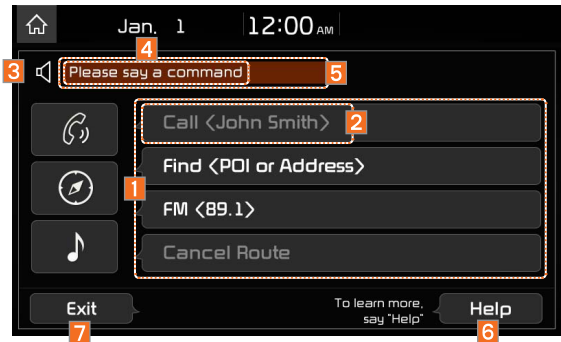 Jan. 1 12:00 AM
4
3 Please say a command 5
Call <John Smith> 2
Find <POI or Address>
1
FM <89.1>
Cancel Route
Exit To learn more, say "Help" Help
7 6